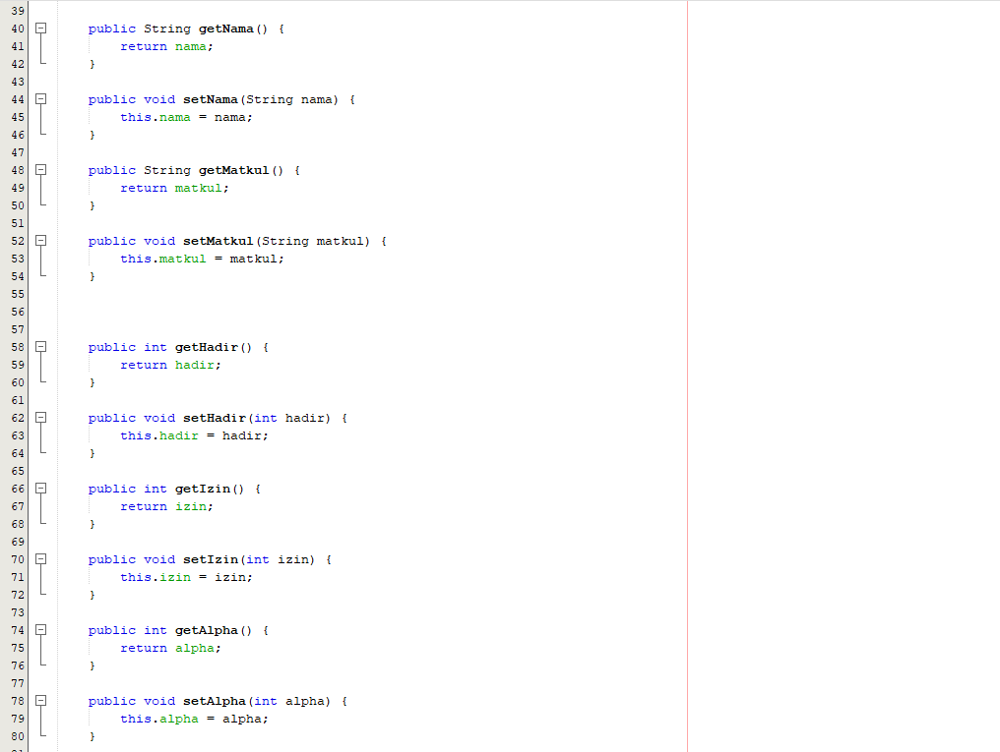 39
40 public String getNama() {
41 return nama;
42 }
43
44 public void setNama(String nama) {
45 this.nama = nama;
46 }
47
48 public String getMatkul() {
49 return matkul;
50 }
51
52 public void setMatkul(String matkul) {
53 this.matkul = matkul;
54 }
55
56
57
58 public int getHadir() {
59 return hadir;
60 }
61
62 public void setHadir(int hadir) {
63 this.hadir = hadir;
64 }
65
66 public int getIzin() {
67 return izin;
68 }
69
70 public void setIzin(int izin) {
71 this.izin = izin;
72 }
73
74 public int getAlpha() {
75 return alpha;
76 }
77
78 public void setAlpha(int alpha) {
79 this.alpha = alpha;
80 }